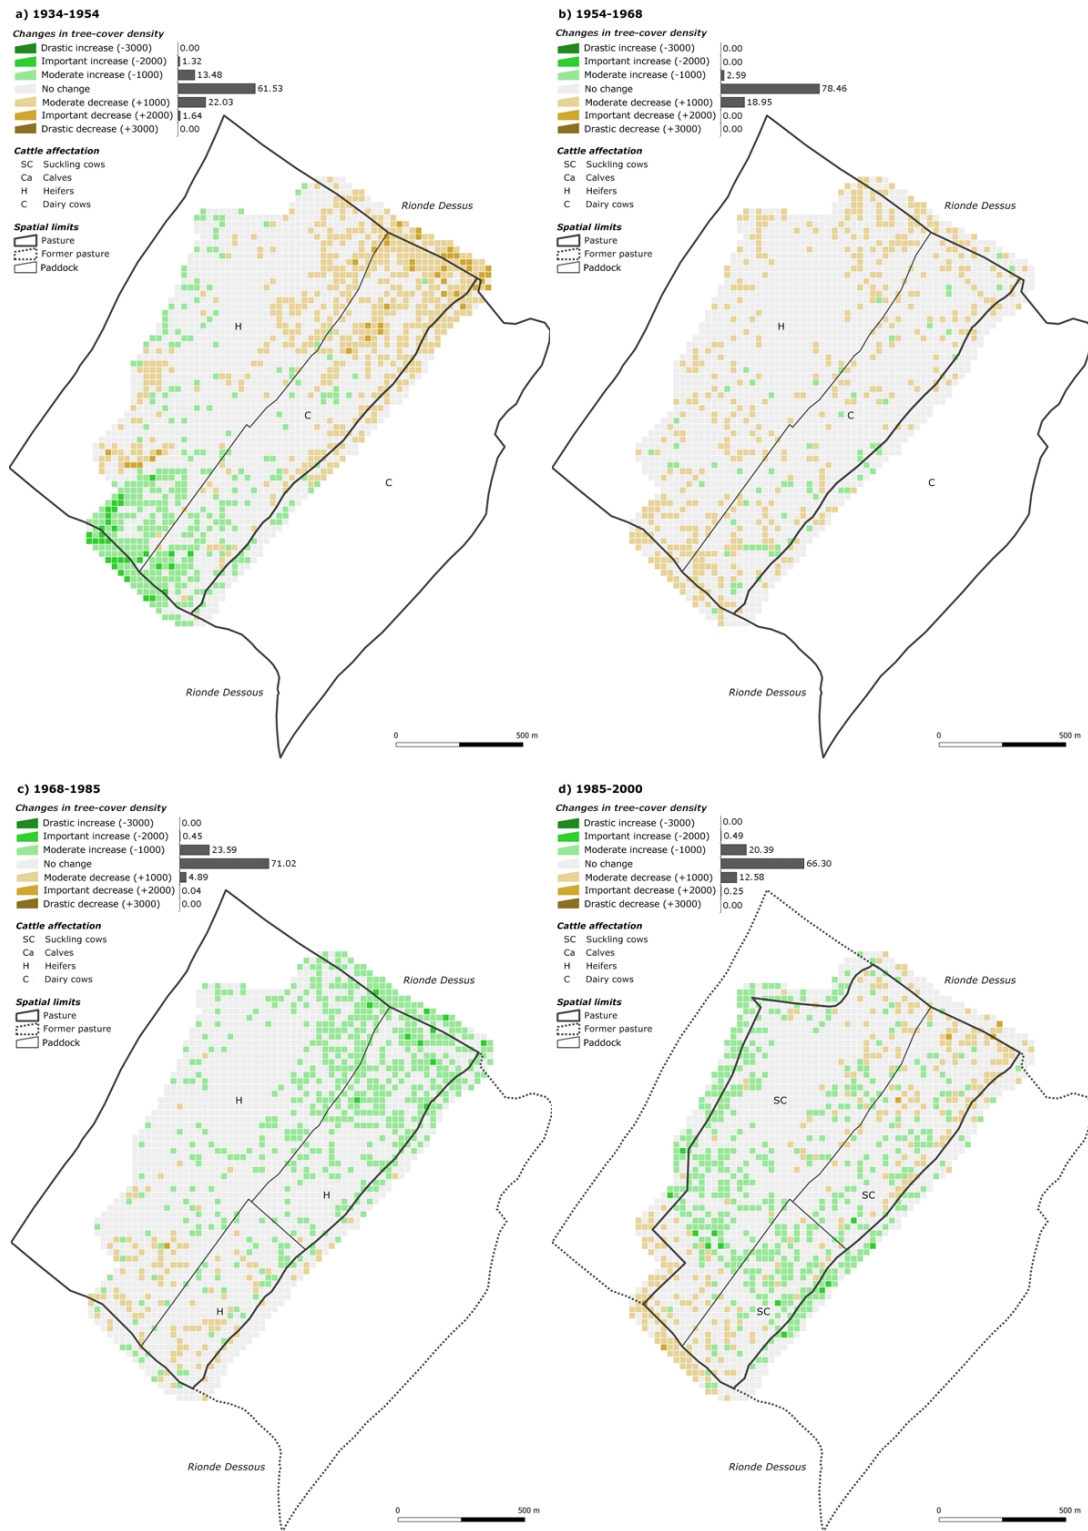 a) 1934-1954
Changes in tree-cover density
Drastic increase (-3000) 0.00
Important increase (-2000) 1.32
Moderate increase (-1000) 13.48
No change 61.53
Moderate decrease (+1000) 22.03
Important decrease (+2000) 1.64
Drastic decrease (+3000) 0.00
Cattle affectation
SC Suckling cows
Ca Calves
H Heifers
C Dairy cows
Spatial limits
Pasture
Former pasture
Paddock
Rionde Dessus
H
C
C
Rionde Dessous
0 500 m
b) 1954-1968
Changes in tree-cover density
Drastic increase (-3000) 0.00
Important increase (-2000) 0.00
Moderate increase (-1000) 2.59
No change 78.46
Moderate decrease (+1000) 18.95
Important decrease (+2000) 0.00
Drastic decrease (+3000) 0.00
Cattle affectation
SC Suckling cows
Ca Calves
H Heifers
C Dairy cows
Spatial limits
Pasture
Former pasture
Paddock
Rionde Dessus
H
C
C
Rionde Dessous
0 500 m
c) 1968-1985
Changes in tree-cover density
Drastic increase (-3000) 0.00
Important increase (-2000) 0.45
Moderate increase (-1000) 23.59
No change 71.02
Moderate decrease (+1000) 4.89
Important decrease (+2000) 0.04
Drastic decrease (+3000) 0.00
Cattle affectation
SC Suckling cows
Ca Calves
H Heifers
C Dairy cows
Spatial limits
Pasture
Former pasture
Paddock
Rionde Dessus
H
H
H
Rionde Dessous
0 500 m
d) 1985-2000
Changes in tree-cover density
Drastic increase (-3000) 0.00
Important increase (-2000) 0.49
Moderate increase (-1000) 20.39
No change 66.30
Moderate decrease (+1000) 12.58
Important decrease (+2000) 0.25
Drastic decrease (+3000) 0.00
Cattle affectation
SC Suckling cows
Ca Calves
H Heifers
C Dairy cows
Spatial limits
Pasture
Former pasture
Paddock
Rionde Dessus
SC
SC
SC
Rionde Dessous
0 500 m